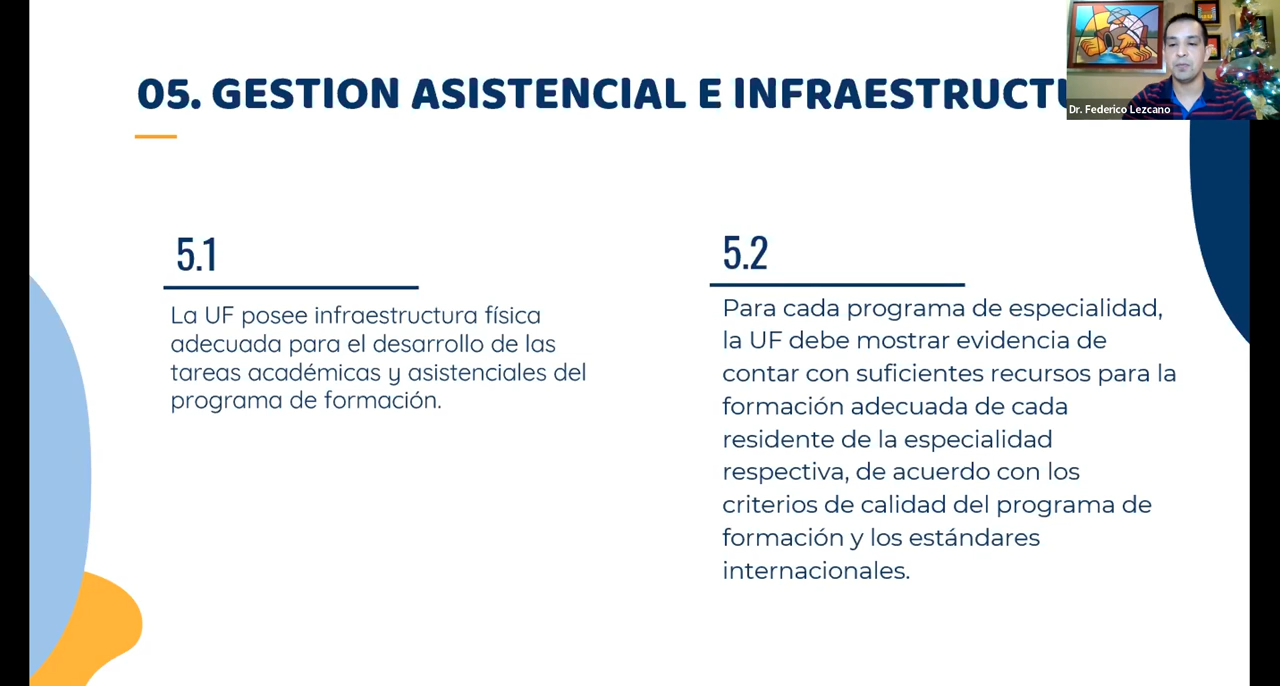 05. GESTION ASISTENCIAL E INFRAESTRUCTU
Dr. Federico Lezcano
5.1
La UF posee infraestructura física
adecuada para el desarrollo de las
tareas académicas y asistenciales del
programa de formación.
5.2
Para cada programa de especialidad,
la UF debe mostrar evidencia de
contar con suficientes recursos para la
formación adecuada de cada
residente de la especialidad
respectiva, de acuerdo con los
criterios de calidad del programa de
formación y los estándares
internacionales.